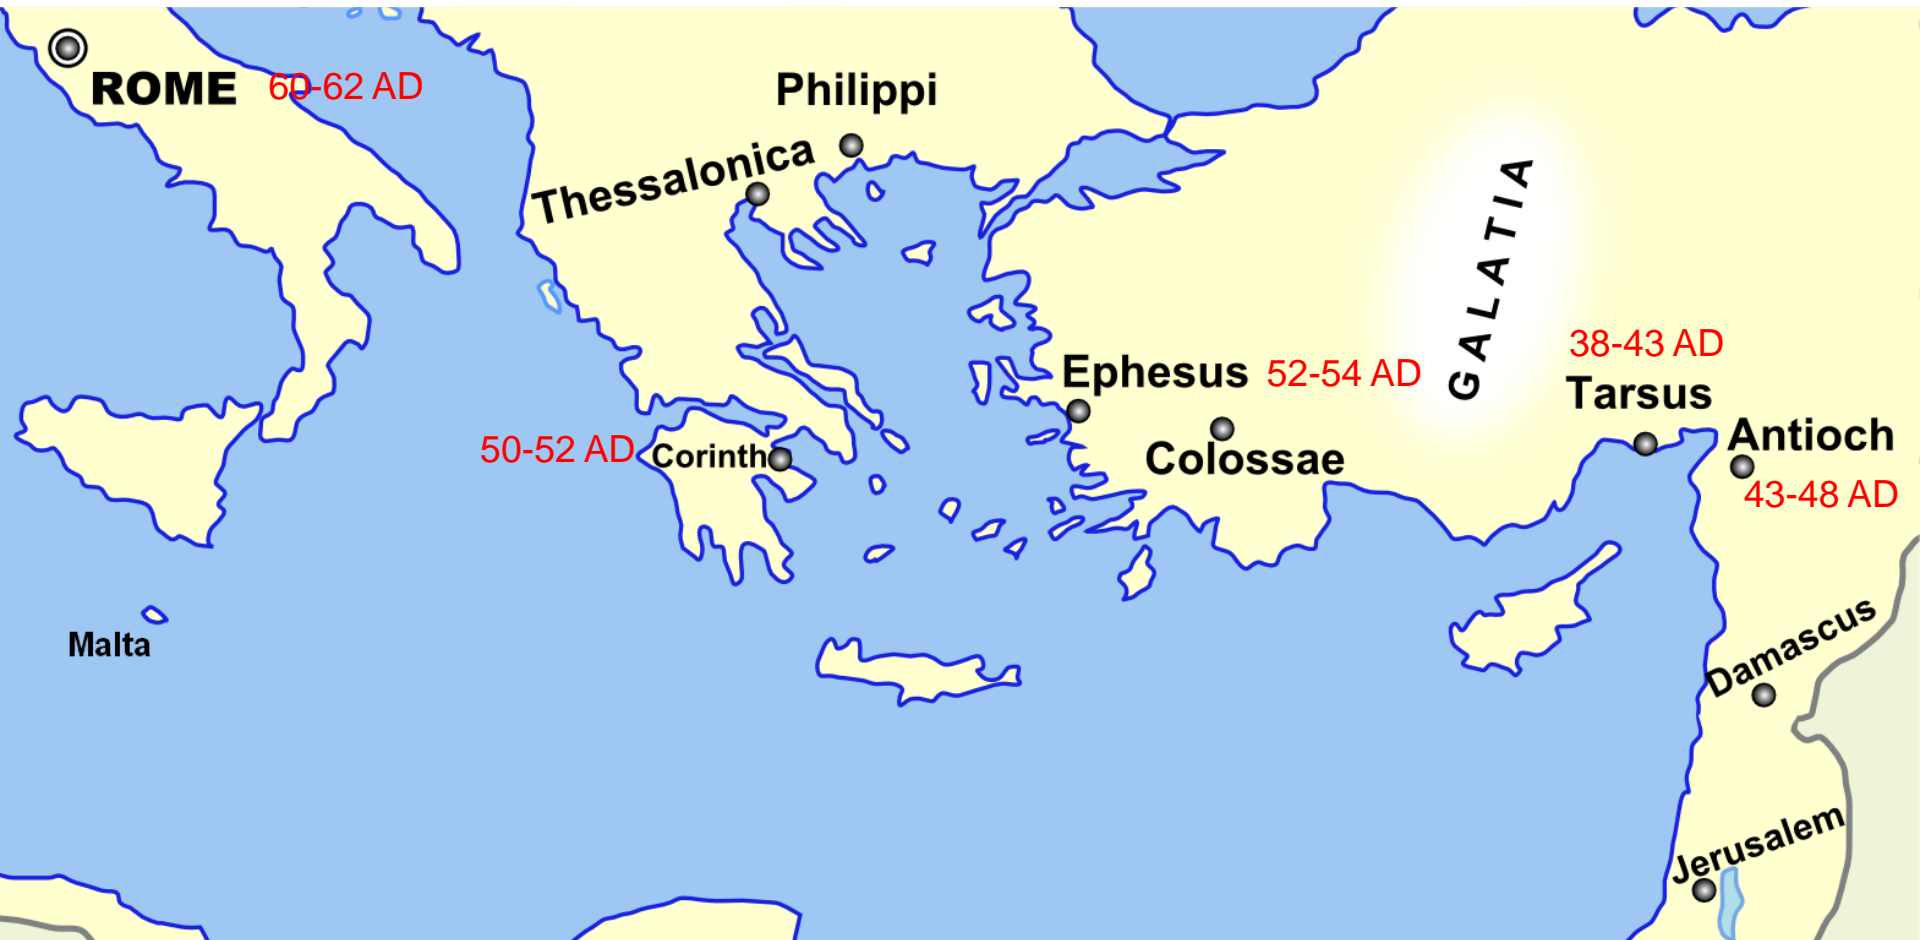 ROME 60-62 AD
Philippi
Thessalonica
GALATIA
38-43 AD
Tarsus
Ephesus 52-54 AD
Antioch
43-48 AD
50-52 AD Corinth
Colossae
Malta
Damascus
Jerusalem